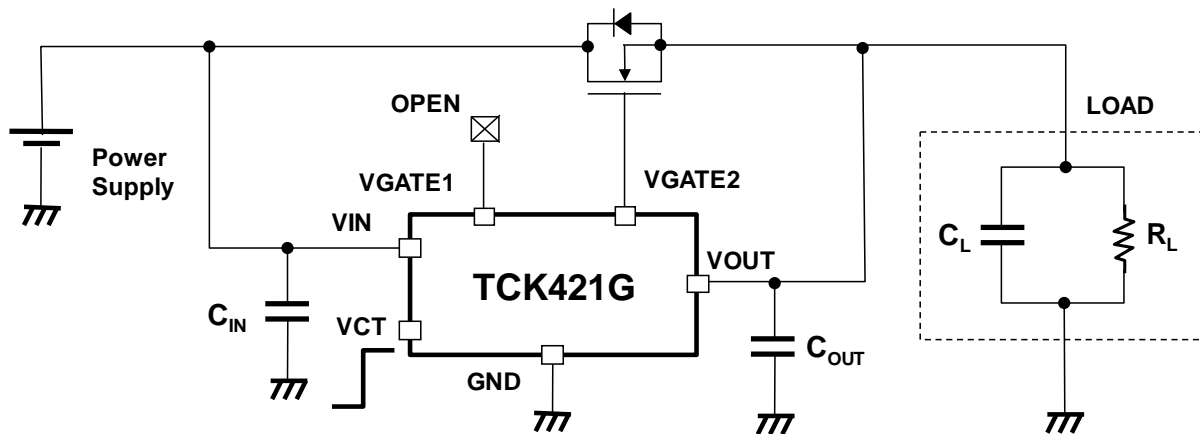 OPEN
LOAD
Power
Supply
VGATE1
VGATE2
VIN
VOUT
TCK421G
C_L
R_L
C_IN
VCT
C_OUT
GND